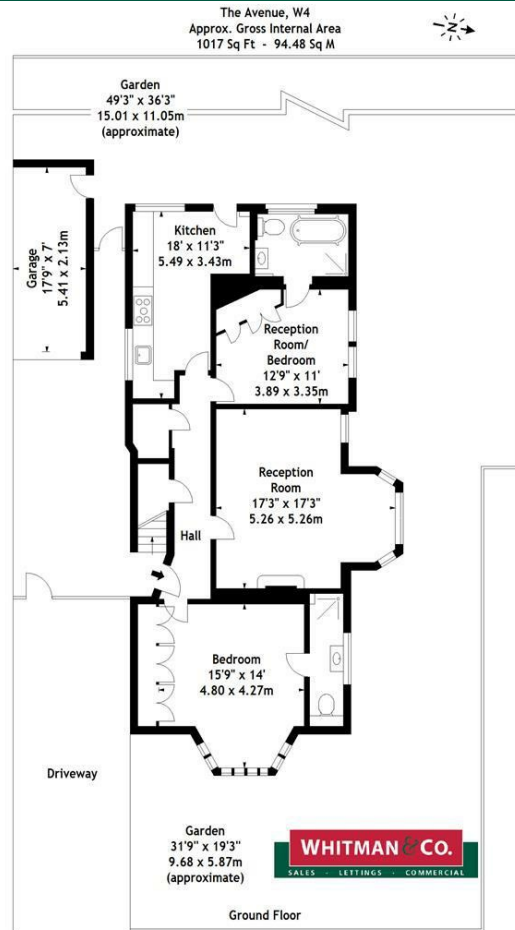 The Avenue, W4
Approx. Gross Internal Area
1017 Sq Ft - 94.48 Sq M
N
Garden
49'3" x 36'3"
15.01 x 11.05m
(approximate)
Garage
17'9" x 7'
5.41 x 2.13m
Kitchen
18' x 11'3"
5.49 x 3.43m
Reception
Room/
Bedroom
12'9" x 11'
3.89 x 3.35m
Reception
Room
17'3" x 17'3"
5.26 x 5.26m
Hall
Bedroom
15'9" x 14'
4.80 x 4.27m
Driveway
Garden
31'9" x 19'3"
9.68 x 5.87m
(approximate)
WHITMAN & CO.
SALES · LETTINGS · COMMERCIAL
Ground Floor